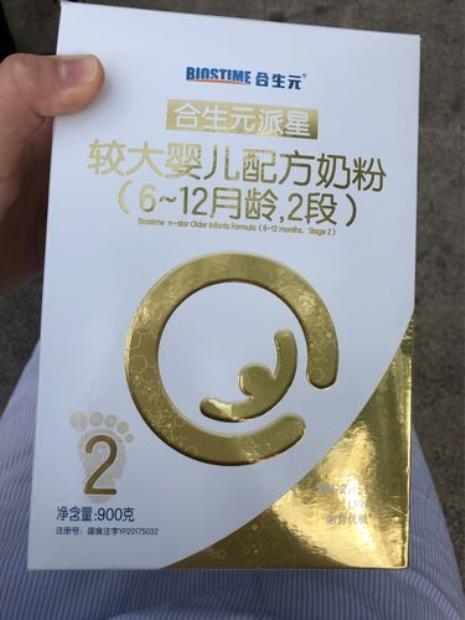 BIOSTIME 合生元®
合生元派星
较大婴儿配方奶粉
(6~12月龄,2段)
Biostime π-star Older Infants Formula (6-12 months, Stage 2)
2
净含量:900克
注册号: 国食注字YP20175032